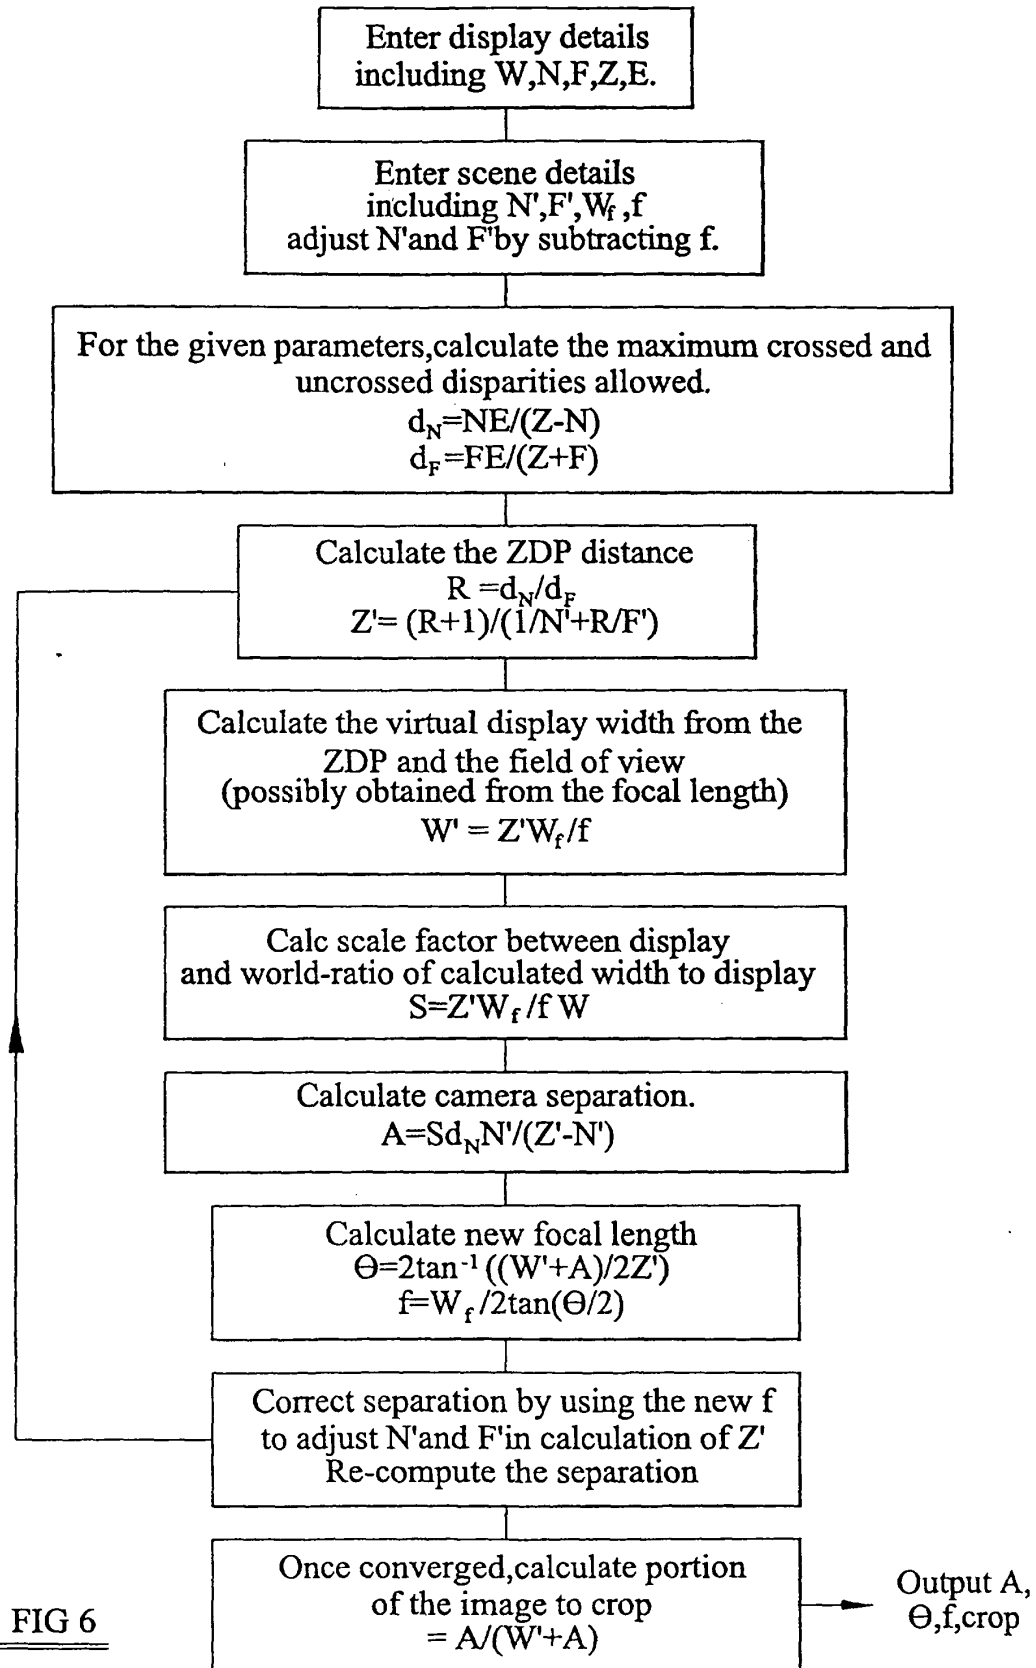 Enter display details
including W,N,F,Z,E.
Enter scene details
including N',F',W_f ,f
adjust N'and F'by subtracting f.
For the given parameters,calculate the maximum crossed and
uncrossed disparities allowed.
d_N=NE/(Z-N)
d_F=FE/(Z+F)
Calculate the ZDP distance
R =d_N/d_F
Z'= (R+1)/(1/N'+R/F')
Calculate the virtual display width from the
ZDP and the field of view
(possibly obtained from the focal length)
W' = Z'W_f/f
Calc scale factor between display
and world-ratio of calculated width to display
S=Z'W_f /f W
Calculate camera separation.
A=Sd_NN'/(Z'-N')
Calculate new focal length
Θ=2tan⁻¹ ((W'+A)/2Z')
f=W_f /2tan(Θ/2)
Correct separation by using the new f
to adjust N'and F'in calculation of Z'
Re-compute the separation
Once converged,calculate portion
of the image to crop
= A/(W'+A)
Output A,
Θ,f,crop
FIG 6